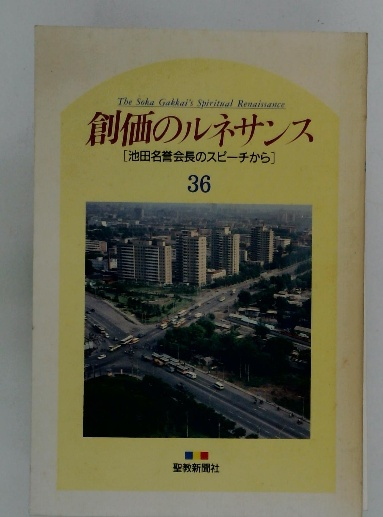 The Soka Gakkai's Spiritual Renaissance
創価のルネサンス
[池田名誉会長のスピーチから]
36
聖教新聞社